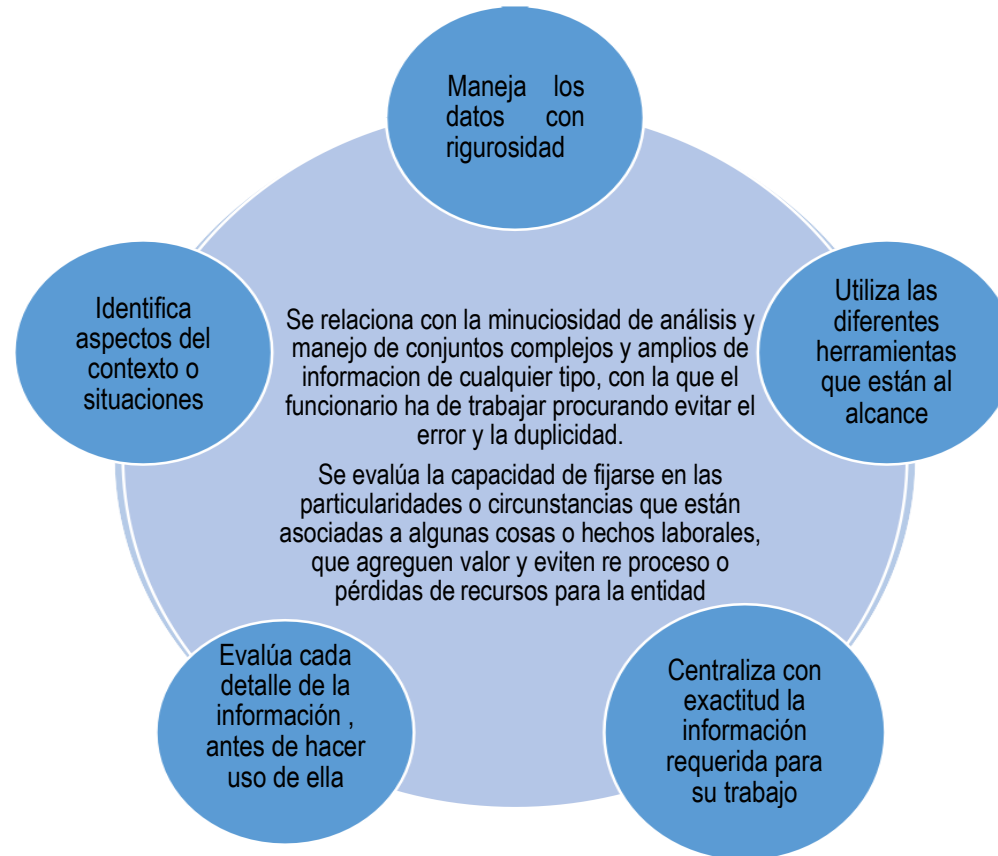 Maneja los
datos con
rigurosidad
Identifica
aspectos del
contexto o
situaciones
Utiliza las
diferentes
herramientas
que están al
alcance
Se relaciona con la minuciosidad de análisis y
manejo de conjuntos complejos y amplios de
informacion de cualquier tipo, con la que el
funcionario ha de trabajar procurando evitar el
error y la duplicidad.
Se evalúa la capacidad de fijarse en las
particularidades o circunstancias que están
asociadas a algunas cosas o hechos laborales,
que agreguen valor y eviten re proceso o
pérdidas de recursos para la entidad
Evalúa cada
detalle de la
información ,
antes de hacer
uso de ella
Centraliza con
exactitud la
información
requerida para
su trabajo